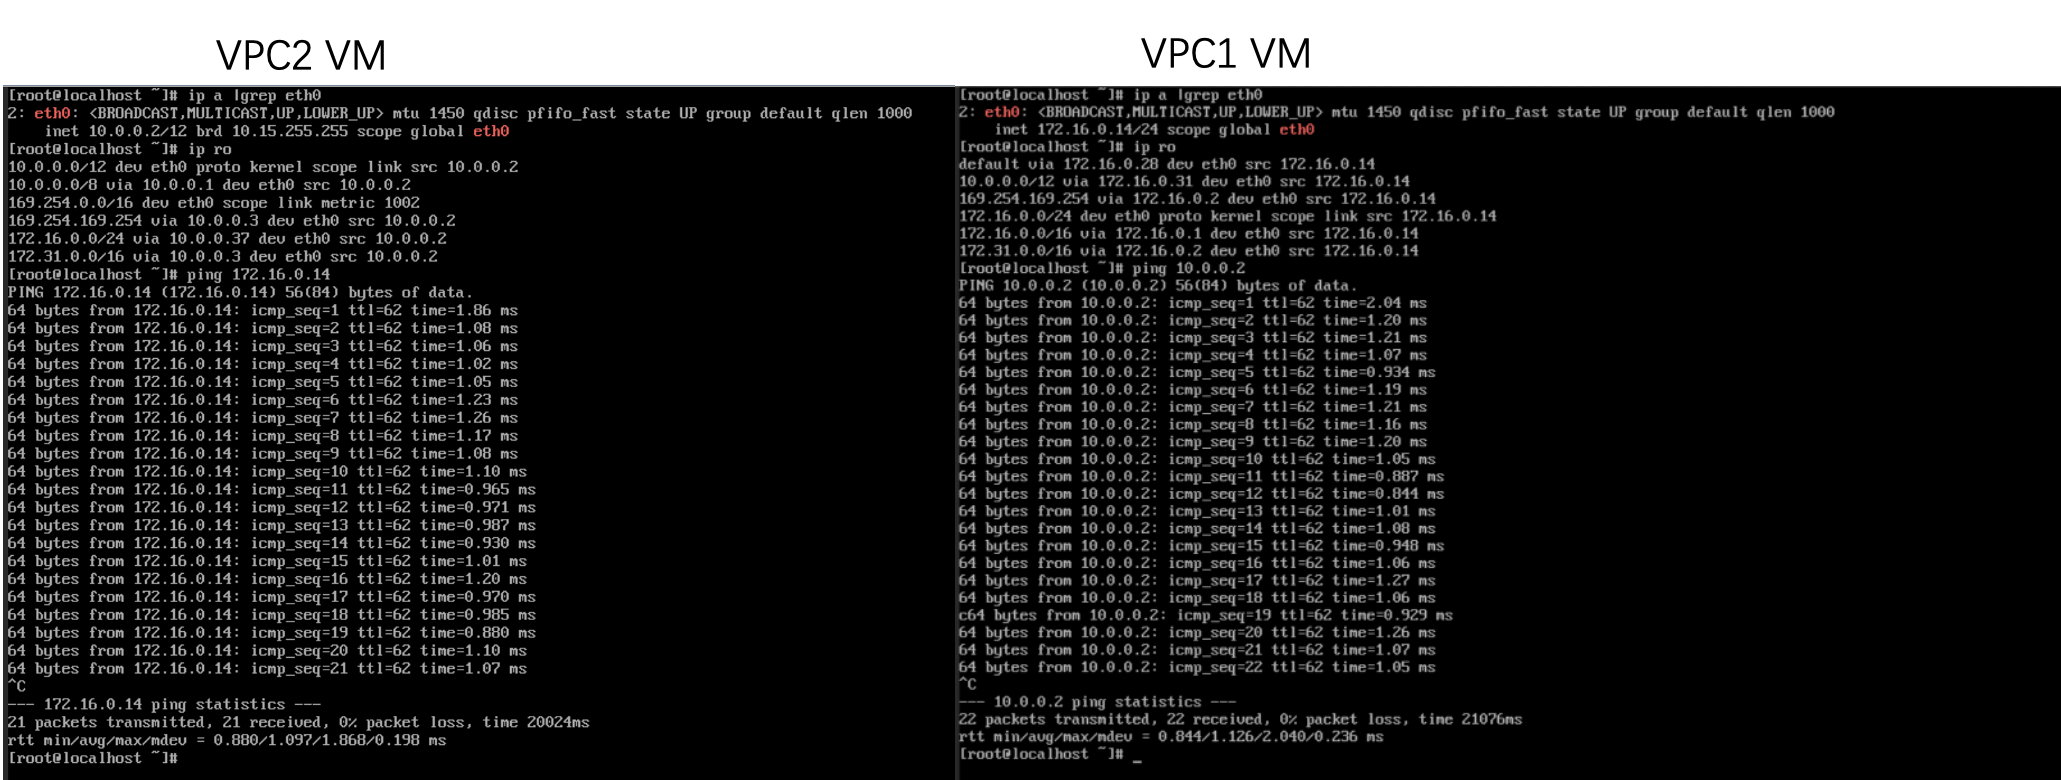 VPC2 VM
[root@localhost ~]# ip a |grep eth0
2: eth0: <BROADCAST,MULTICAST,UP,LOWER_UP> mtu 1450 qdisc pfifo_fast state UP group default qlen 1000
inet 10.0.0.2/12 brd 10.15.255.255 scope global eth0
[root@localhost ~]# ip ro
10.0.0.0/12 dev eth0 proto kernel scope link src 10.0.0.2
10.0.0.0/8 via 10.0.0.1 dev eth0 src 10.0.0.2
169.254.0.0/16 dev eth0 scope link metric 1002
169.254.169.254 via 10.0.0.3 dev eth0 src 10.0.0.2
172.16.0.0/24 via 10.0.0.37 dev eth0 src 10.0.0.2
172.31.0.0/16 via 10.0.0.3 dev eth0 src 10.0.0.2
[root@localhost ~]# ping 172.16.0.14
PING 172.16.0.14 (172.16.0.14) 56(84) bytes of data.
64 bytes from 172.16.0.14: icmp_seq=1 ttl=62 time=1.86 ms
64 bytes from 172.16.0.14: icmp_seq=2 ttl=62 time=1.08 ms
64 bytes from 172.16.0.14: icmp_seq=3 ttl=62 time=1.06 ms
64 bytes from 172.16.0.14: icmp_seq=4 ttl=62 time=1.02 ms
64 bytes from 172.16.0.14: icmp_seq=5 ttl=62 time=1.05 ms
64 bytes from 172.16.0.14: icmp_seq=6 ttl=62 time=1.23 ms
64 bytes from 172.16.0.14: icmp_seq=7 ttl=62 time=1.26 ms
64 bytes from 172.16.0.14: icmp_seq=8 ttl=62 time=1.17 ms
64 bytes from 172.16.0.14: icmp_seq=9 ttl=62 time=1.08 ms
64 bytes from 172.16.0.14: icmp_seq=10 ttl=62 time=1.10 ms
64 bytes from 172.16.0.14: icmp_seq=11 ttl=62 time=0.965 ms
64 bytes from 172.16.0.14: icmp_seq=12 ttl=62 time=0.971 ms
64 bytes from 172.16.0.14: icmp_seq=13 ttl=62 time=0.987 ms
64 bytes from 172.16.0.14: icmp_seq=14 ttl=62 time=0.930 ms
64 bytes from 172.16.0.14: icmp_seq=15 ttl=62 time=1.01 ms
64 bytes from 172.16.0.14: icmp_seq=16 ttl=62 time=1.20 ms
64 bytes from 172.16.0.14: icmp_seq=17 ttl=62 time=0.970 ms
64 bytes from 172.16.0.14: icmp_seq=18 ttl=62 time=0.985 ms
64 bytes from 172.16.0.14: icmp_seq=19 ttl=62 time=0.880 ms
64 bytes from 172.16.0.14: icmp_seq=20 ttl=62 time=1.10 ms
64 bytes from 172.16.0.14: icmp_seq=21 ttl=62 time=1.07 ms
^C
--- 172.16.0.14 ping statistics ---
21 packets transmitted, 21 received, 0% packet loss, time 20024ms
rtt min/avg/max/mdev = 0.880/1.097/1.868/0.198 ms
[root@localhost ~]#
VPC1 VM
[root@localhost ~]# ip a |grep eth0
2: eth0: <BROADCAST,MULTICAST,UP,LOWER_UP> mtu 1450 qdisc pfifo_fast state UP group default qlen 1000
inet 172.16.0.14/24 scope global eth0
[root@localhost ~]# ip ro
default via 172.16.0.28 dev eth0 src 172.16.0.14
10.0.0.0/12 via 172.16.0.31 dev eth0 src 172.16.0.14
169.254.169.254 via 172.16.0.2 dev eth0 src 172.16.0.14
172.16.0.0/24 dev eth0 proto kernel scope link src 172.16.0.14
172.16.0.0/16 via 172.16.0.1 dev eth0 src 172.16.0.14
172.31.0.0/16 via 172.16.0.2 dev eth0 src 172.16.0.14
[root@localhost ~]# ping 10.0.0.2
PING 10.0.0.2 (10.0.0.2) 56(84) bytes of data.
64 bytes from 10.0.0.2: icmp_seq=1 ttl=62 time=2.04 ms
64 bytes from 10.0.0.2: icmp_seq=2 ttl=62 time=1.20 ms
64 bytes from 10.0.0.2: icmp_seq=3 ttl=62 time=1.21 ms
64 bytes from 10.0.0.2: icmp_seq=4 ttl=62 time=1.07 ms
64 bytes from 10.0.0.2: icmp_seq=5 ttl=62 time=0.934 ms
64 bytes from 10.0.0.2: icmp_seq=6 ttl=62 time=1.19 ms
64 bytes from 10.0.0.2: icmp_seq=7 ttl=62 time=1.21 ms
64 bytes from 10.0.0.2: icmp_seq=8 ttl=62 time=1.16 ms
64 bytes from 10.0.0.2: icmp_seq=9 ttl=62 time=1.20 ms
64 bytes from 10.0.0.2: icmp_seq=10 ttl=62 time=1.05 ms
64 bytes from 10.0.0.2: icmp_seq=11 ttl=62 time=0.887 ms
64 bytes from 10.0.0.2: icmp_seq=12 ttl=62 time=0.844 ms
64 bytes from 10.0.0.2: icmp_seq=13 ttl=62 time=1.01 ms
64 bytes from 10.0.0.2: icmp_seq=14 ttl=62 time=1.08 ms
64 bytes from 10.0.0.2: icmp_seq=15 ttl=62 time=0.948 ms
64 bytes from 10.0.0.2: icmp_seq=16 ttl=62 time=1.06 ms
64 bytes from 10.0.0.2: icmp_seq=17 ttl=62 time=1.27 ms
64 bytes from 10.0.0.2: icmp_seq=18 ttl=62 time=1.06 ms
c64 bytes from 10.0.0.2: icmp_seq=19 ttl=62 time=0.929 ms
64 bytes from 10.0.0.2: icmp_seq=20 ttl=62 time=1.26 ms
64 bytes from 10.0.0.2: icmp_seq=21 ttl=62 time=1.07 ms
64 bytes from 10.0.0.2: icmp_seq=22 ttl=62 time=1.05 ms
^C
--- 10.0.0.2 ping statistics ---
22 packets transmitted, 22 received, 0% packet loss, time 21076ms
rtt min/avg/max/mdev = 0.844/1.126/2.040/0.236 ms
[root@localhost ~]# _